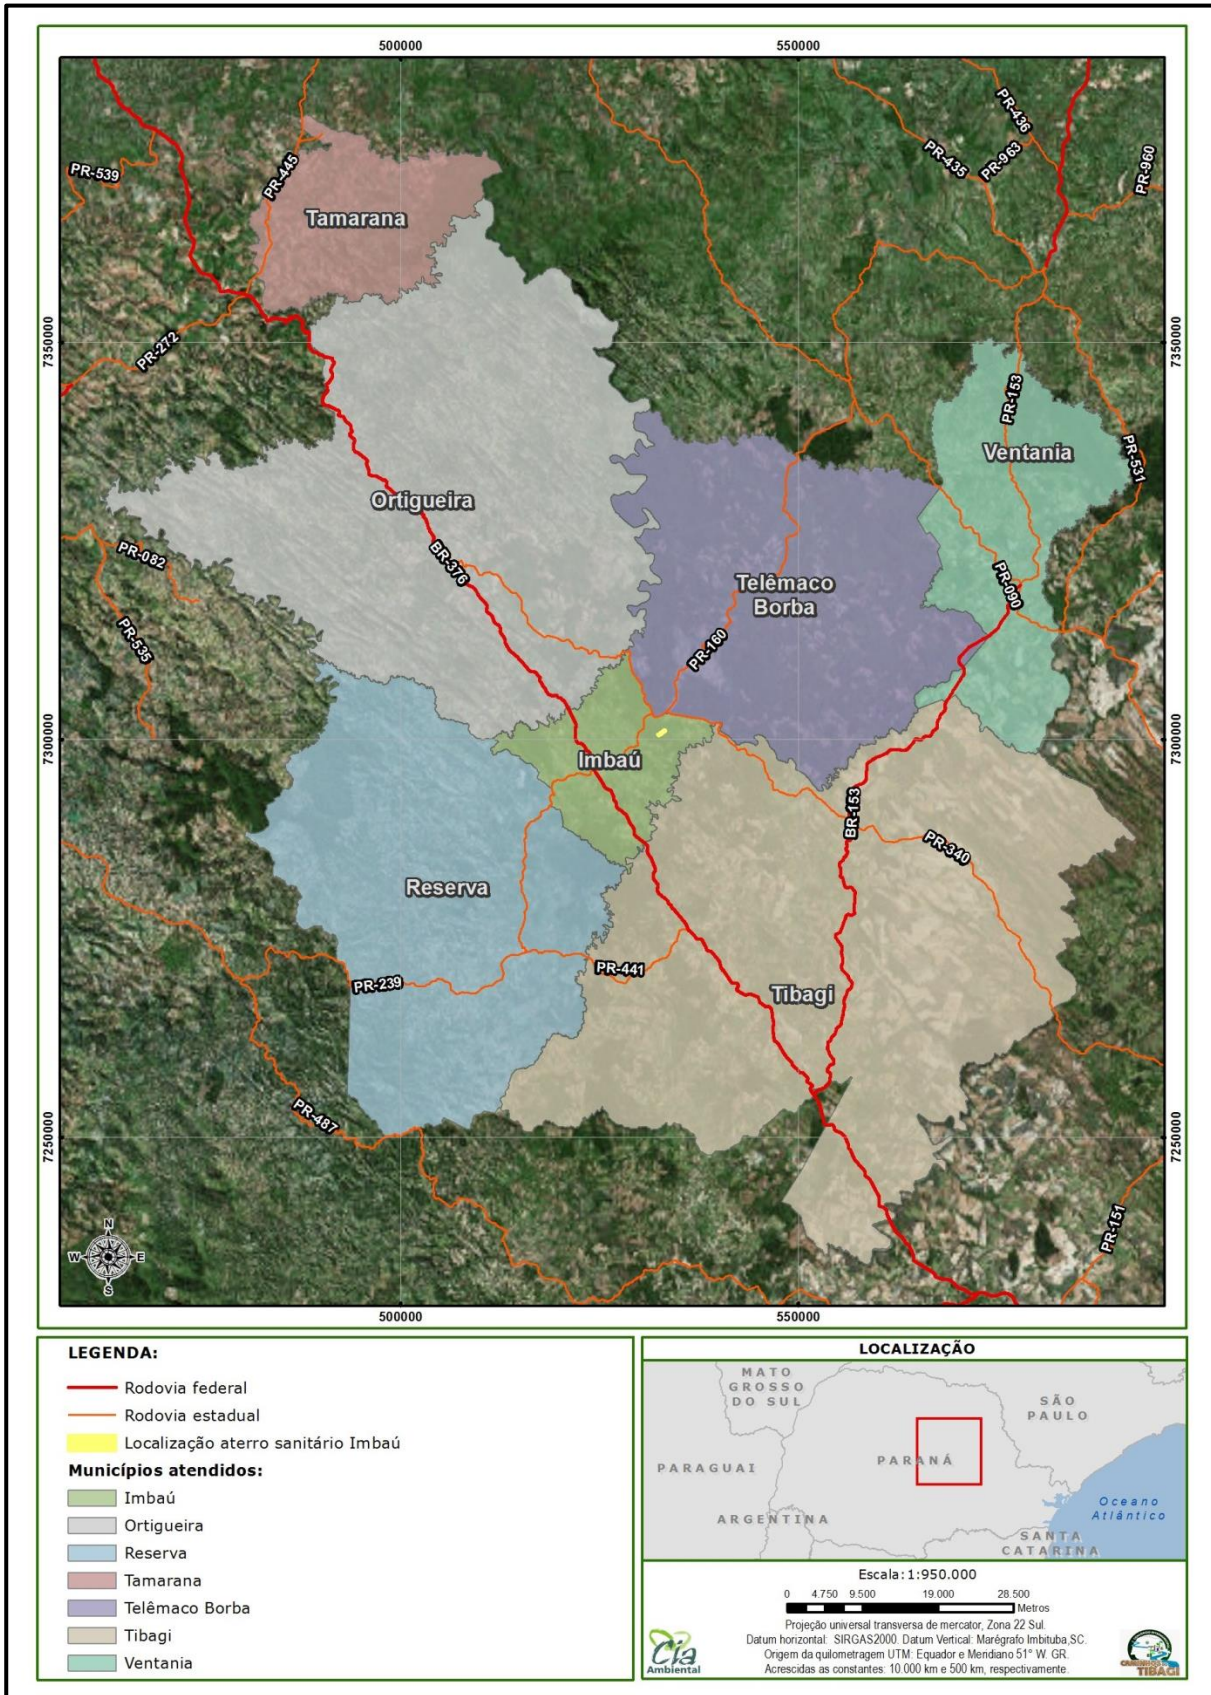 500000
550000
PR-436
PR-435
PR-963
PR-960
PR-539
PR-445
Tamarana
7350000
7350000
PR-272
PR-153
Ventania
PR-531
Ortigueira
BR-376
PR-082
PR-090
Telêmaco
Borba
PR-535
PR-160
7300000
7300000
Imbaú
BR-153
PR-340
Reserva
PR-441
PR-239
Tibagi
PR-487
7250000
7250000
PR-151
N
W
E
S
500000
550000
LEGENDA:
Rodovia federal
Rodovia estadual
Localização aterro sanitário Imbaú
Municípios atendidos:
Imbaú
Ortigueira
Reserva
Tamarana
Telêmaco Borba
Tibagi
Ventania
LOCALIZAÇÃO
MATO
GROSSO
DO SUL
SÃO
PAULO
PARANÁ
PARAGUAI
ARGENTINA
Oceano
Atlântico
SANTA
CATARINA
Escala: 1:950.000
0 4.750 9.500 19.000 28.500
Metros
Projeção universal transversa de mercator, Zona 22 Sul.
Datum horizontal: SIRGAS2000. Datum Vertical: Marégrafo Imbituba,SC.
Origem da quilometragem UTM: Equador e Meridiano 51° W. GR.
Acrescidas as constantes: 10.000 km e 500 km, respectivamente.
Cia
Ambiental
TIBAGI